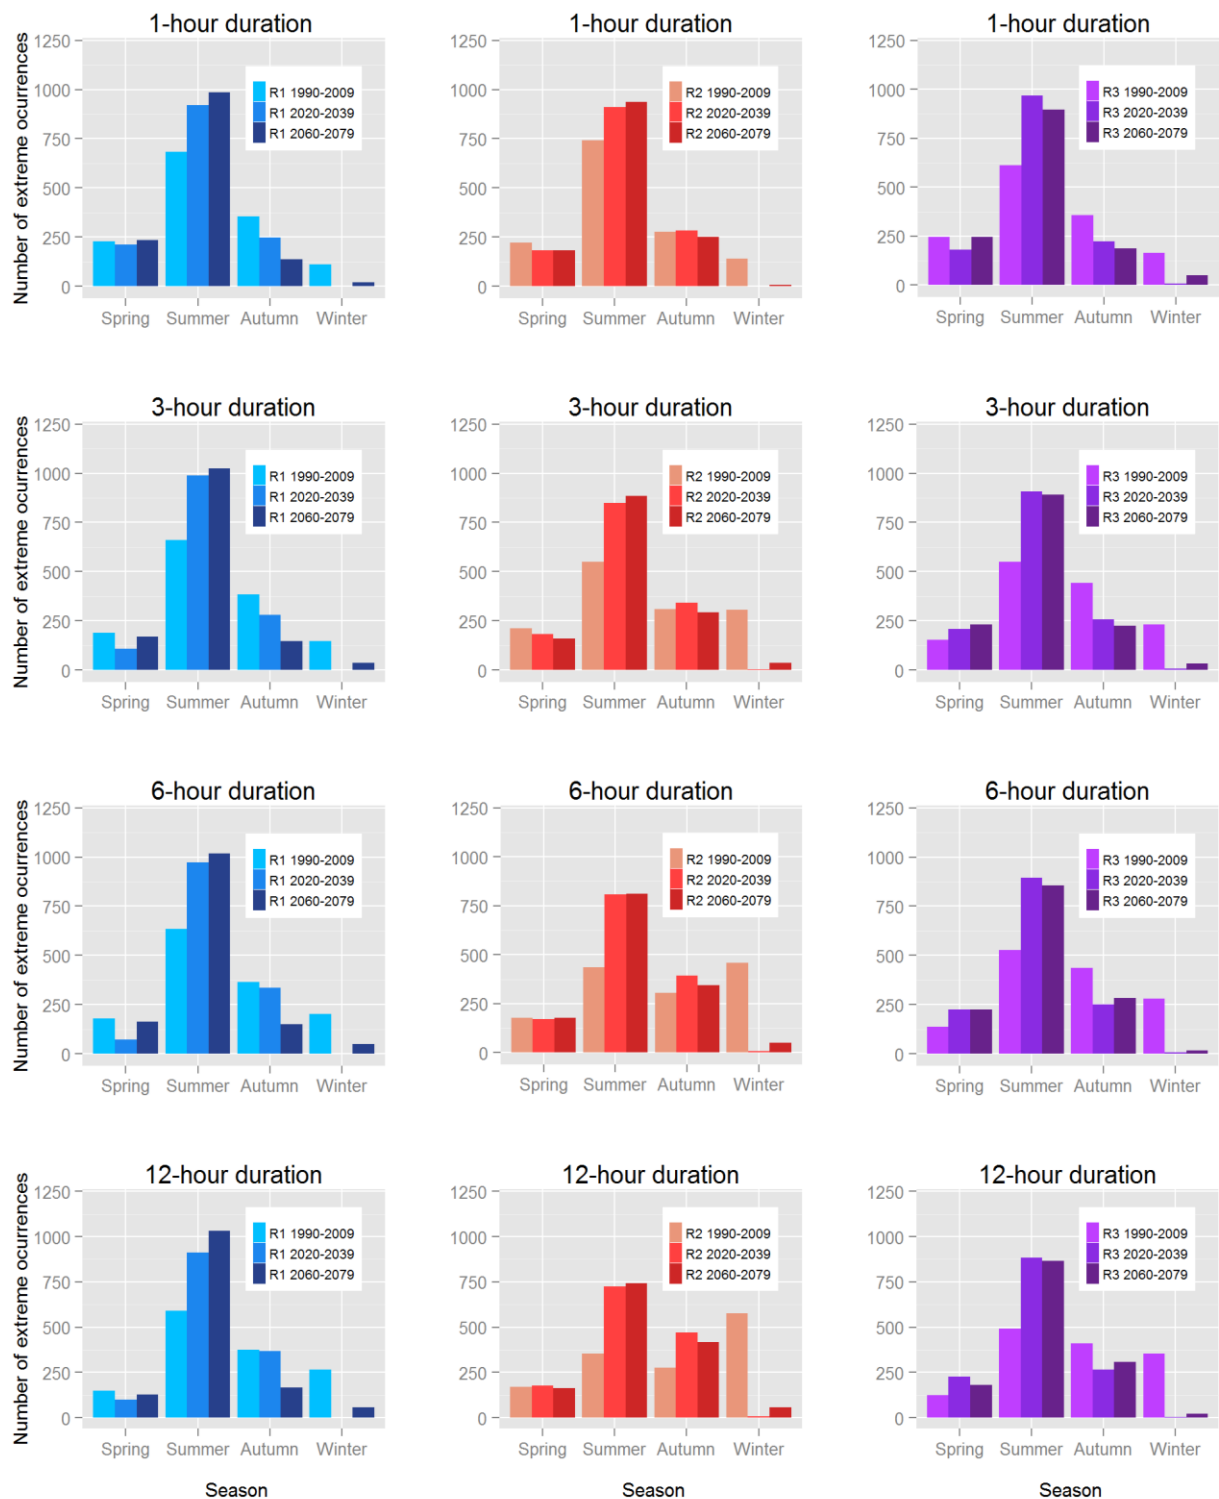 1-hour duration
Number of extreme ocurrences
1250
1000
750
500
250
0
R1 1990-2009
R1 2020-2039
R1 2060-2079
Spring Summer Autumn Winter
1-hour duration
1250
1000
750
500
250
0
R2 1990-2009
R2 2020-2039
R2 2060-2079
Spring Summer Autumn Winter
1-hour duration
1250
1000
750
500
250
0
R3 1990-2009
R3 2020-2039
R3 2060-2079
Spring Summer Autumn Winter
3-hour duration
Number of extreme ocurrences
1250
1000
750
500
250
0
R1 1990-2009
R1 2020-2039
R1 2060-2079
Spring Summer Autumn Winter
3-hour duration
1250
1000
750
500
250
0
R2 1990-2009
R2 2020-2039
R2 2060-2079
Spring Summer Autumn Winter
3-hour duration
1250
1000
750
500
250
0
R3 1990-2009
R3 2020-2039
R3 2060-2079
Spring Summer Autumn Winter
6-hour duration
Number of extreme ocurrences
1250
1000
750
500
250
0
R1 1990-2009
R1 2020-2039
R1 2060-2079
Spring Summer Autumn Winter
6-hour duration
1250
1000
750
500
250
0
R2 1990-2009
R2 2020-2039
R2 2060-2079
Spring Summer Autumn Winter
6-hour duration
1250
1000
750
500
250
0
R3 1990-2009
R3 2020-2039
R3 2060-2079
Spring Summer Autumn Winter
12-hour duration
Number of extreme ocurrences
1250
1000
750
500
250
0
R1 1990-2009
R1 2020-2039
R1 2060-2079
Spring Summer Autumn Winter
Season
12-hour duration
1250
1000
750
500
250
0
R2 1990-2009
R2 2020-2039
R2 2060-2079
Spring Summer Autumn Winter
Season
12-hour duration
1250
1000
750
500
250
0
R3 1990-2009
R3 2020-2039
R3 2060-2079
Spring Summer Autumn Winter
Season